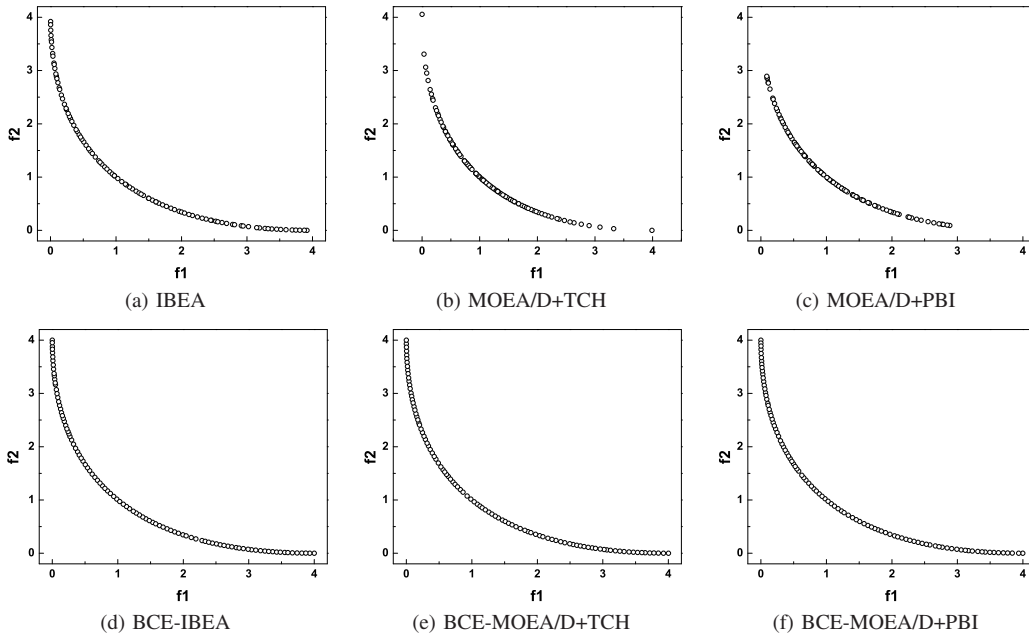 4
3
2
1
0
f2
0 1 2 3 4
f1
(a) IBEA
4
3
2
1
0
f2
0 1 2 3 4
f1
(b) MOEA/D+TCH
4
3
2
1
0
f2
0 1 2 3 4
f1
(c) MOEA/D+PBI
4
3
2
1
0
f2
0 1 2 3 4
f1
(d) BCE-IBEA
4
3
2
1
0
f2
0 1 2 3 4
f1
(e) BCE-MOEA/D+TCH
4
3
2
1
0
f2
0 1 2 3 4
f1
(f) BCE-MOEA/D+PBI